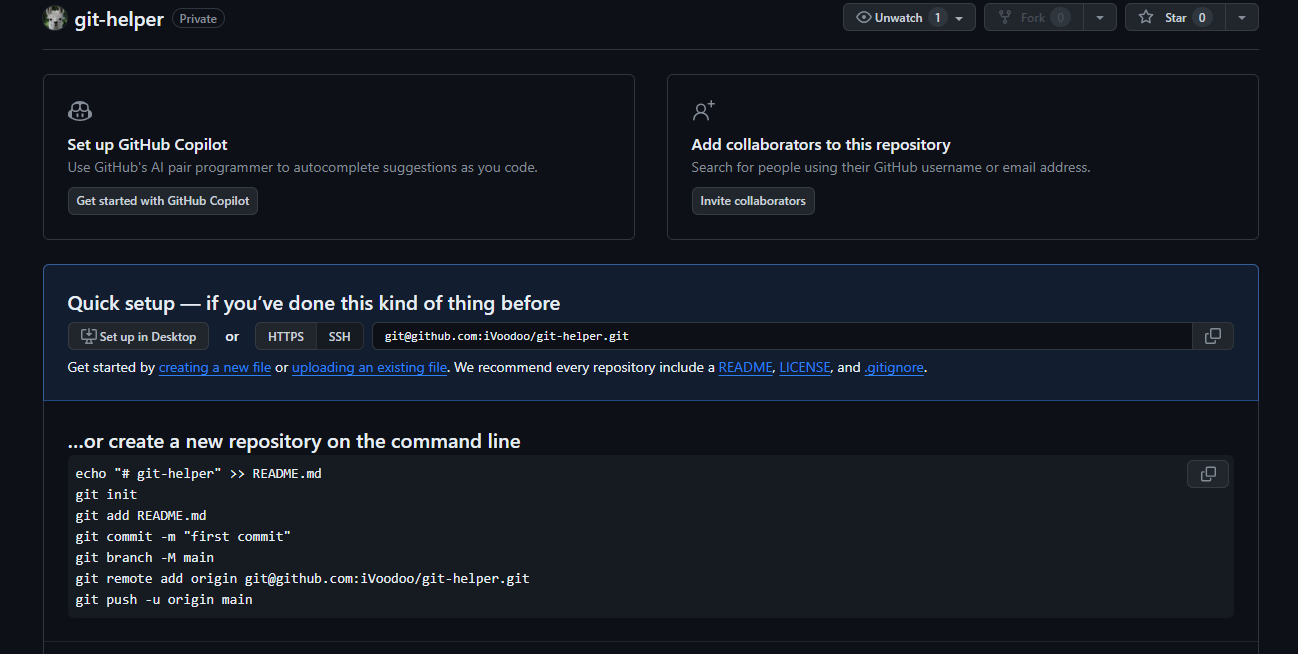 git-helper Private Unwatch 1 Fork 0 Star 0
Set up GitHub Copilot
Use GitHub's AI pair programmer to autocomplete suggestions as you code.
Get started with GitHub Copilot
Add collaborators to this repository
Search for people using their GitHub username or email address.
Invite collaborators
Quick setup — if you’ve done this kind of thing before
Set up in Desktop or HTTPS SSH git@github.com:iVoodoo/git-helper.git
Get started by creating a new file or uploading an existing file. We recommend every repository include a README, LICENSE, and .gitignore.
…or create a new repository on the command line
echo "# git-helper" >> README.md
git init
git add README.md
git commit -m "first commit"
git branch -M main
git remote add origin git@github.com:iVoodoo/git-helper.git
git push -u origin main